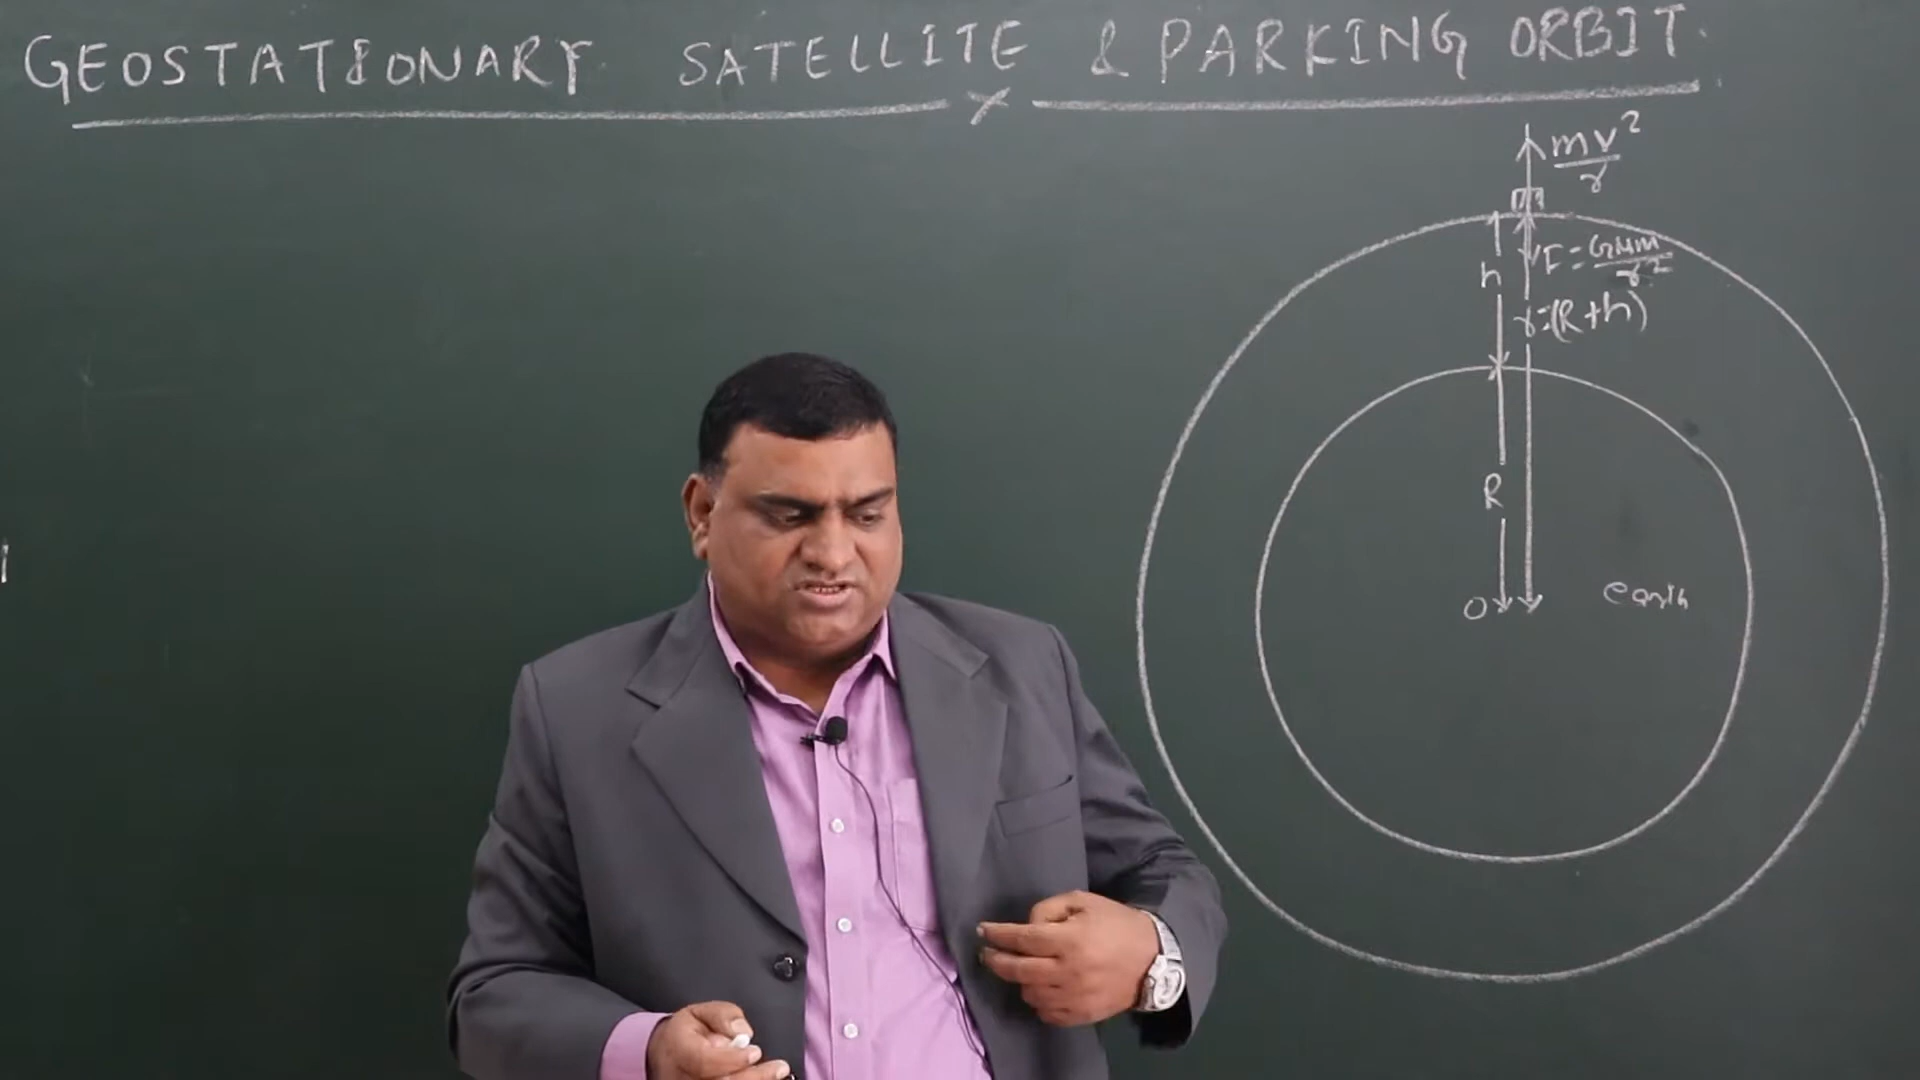 GEOSTATIONARY SATELLITE & PARKING ORBIT.
mv²/r
F = GMm/r²
h
r=(R+h)
R
O
earth